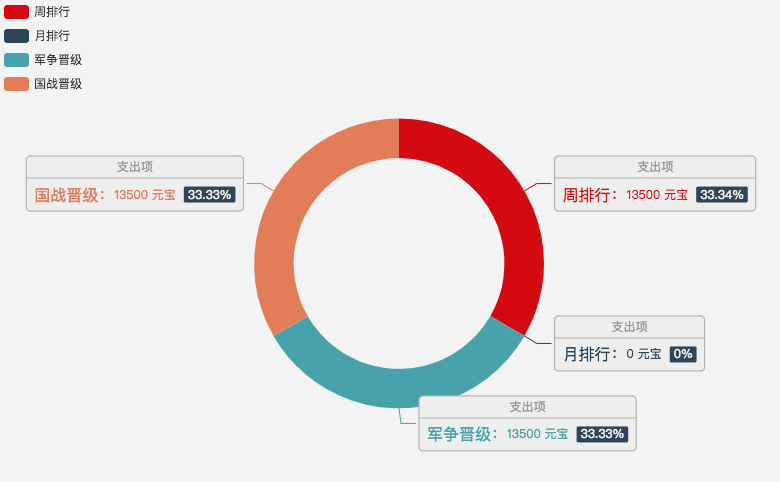 周排行
月排行
军争晋级
国战晋级
支出项
国战晋级：13500 元宝 33.33%
支出项
周排行：13500 元宝 33.34%
支出项
月排行：0 元宝 0%
支出项
军争晋级：13500 元宝 33.33%